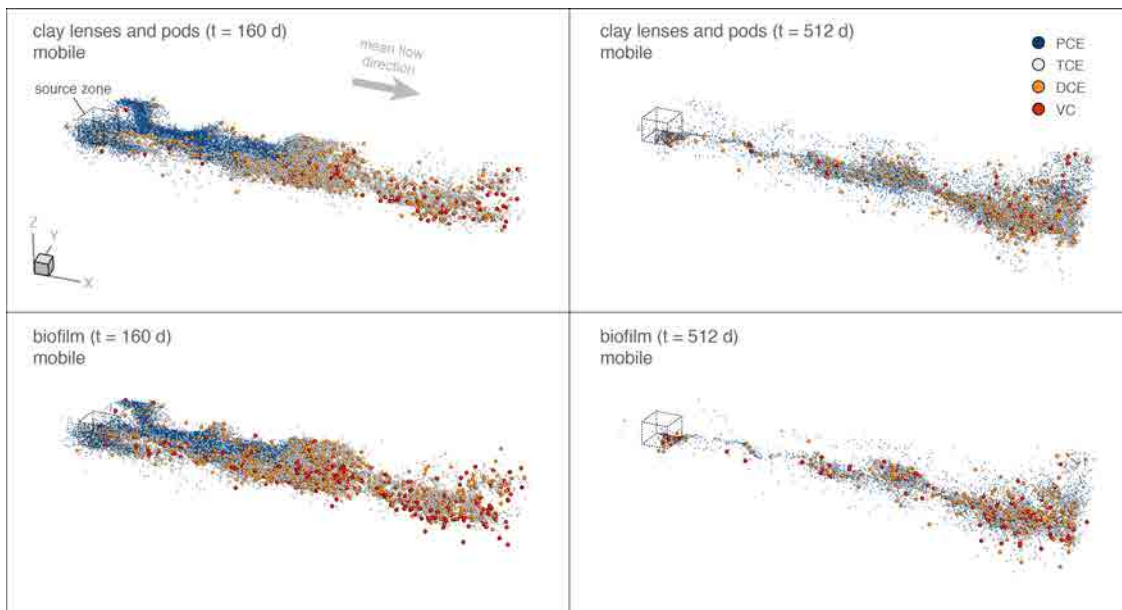 clay lenses and pods (t = 160 d)
mobile
mean flow
direction
source zone
Z
Y
X
clay lenses and pods (t = 512 d)
mobile
PCE
TCE
DCE
VC
biofilm (t = 160 d)
mobile
biofilm (t = 512 d)
mobile